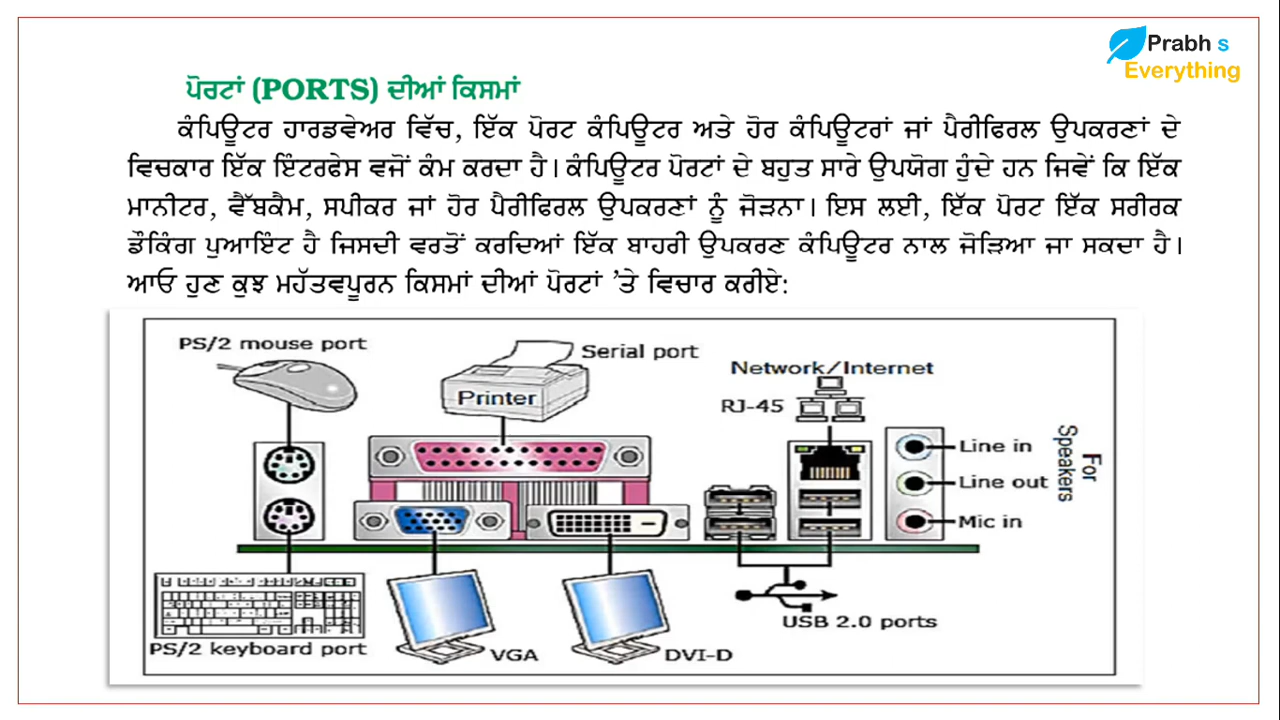 Prabh s
Everything
ਪੋਰਟਾਂ (PORTS) ਦੀਆਂ ਕਿਸਮਾਂ
ਕੰਪਿਊਟਰ ਹਾਰਡਵੇਅਰ ਵਿੱਚ, ਇੱਕ ਪੋਰਟ ਕੰਪਿਊਟਰ ਅਤੇ ਹੋਰ ਕੰਪਿਊਟਰਾਂ ਜਾਂ ਪੈਰੀਫਿਰਲ ਉਪਕਰਣਾਂ ਦੇ
ਵਿਚਕਾਰ ਇੱਕ ਇੰਟਰਫੇਸ ਵਜੋਂ ਕੰਮ ਕਰਦਾ ਹੈ। ਕੰਪਿਊਟਰ ਪੋਰਟਾਂ ਦੇ ਬਹੁਤ ਸਾਰੇ ਉਪਯੋਗ ਹੁੰਦੇ ਹਨ ਜਿਵੇਂ ਕਿ ਇੱਕ
ਮਾਨੀਟਰ, ਵੈੱਬਕੈਮ, ਸਪੀਕਰ ਜਾਂ ਹੋਰ ਪੈਰੀਫਿਰਲ ਉਪਕਰਣਾਂ ਨੂੰ ਜੋੜਨਾ। ਇਸ ਲਈ, ਇੱਕ ਪੋਰਟ ਇੱਕ ਸਰੀਰਕ
ਡੌਕਿੰਗ ਪੁਆਇੰਟ ਹੈ ਜਿਸਦੀ ਵਰਤੋਂ ਕਰਦਿਆਂ ਇੱਕ ਬਾਹਰੀ ਉਪਕਰਣ ਕੰਪਿਊਟਰ ਨਾਲ ਜੋੜਿਆ ਜਾ ਸਕਦਾ ਹੈ।
ਆਓ ਹੁਣ ਕੁਝ ਮਹੱਤਵਪੂਰਨ ਕਿਸਮਾਂ ਦੀਆਂ ਪੋਰਟਾਂ ’ਤੇ ਵਿਚਾਰ ਕਰੀਏ:
PS/2 mouse port
Serial port
Printer
Network/Internet
RJ-45
Line in
Line out
Mic in
For
Speakers
USB 2.0 ports
PS/2 keyboard port
VGA
DVI-D